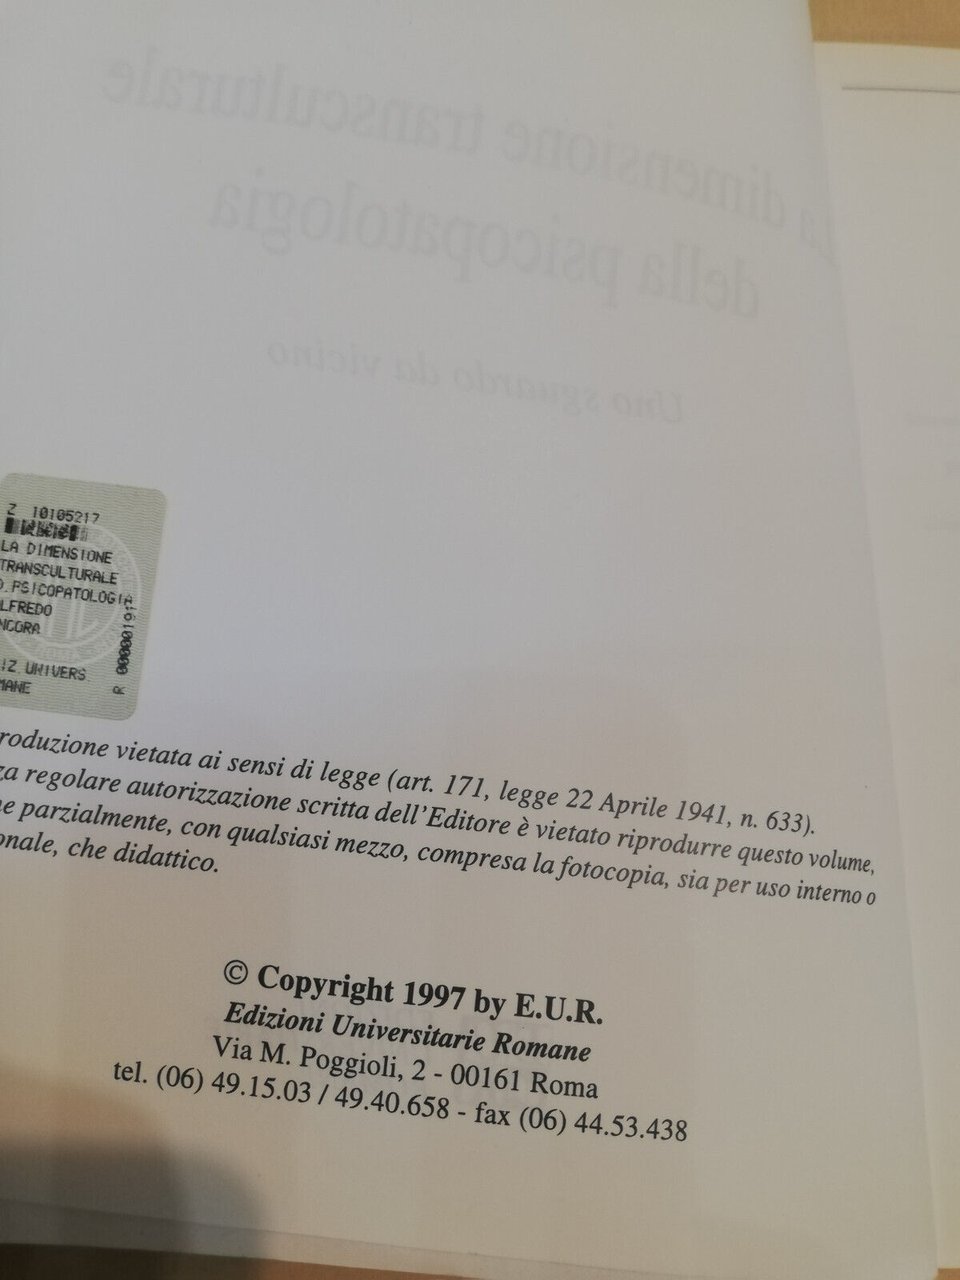 La dimensione transculturale
della psicopatologia
Uno sguardo da vicino
Z 10105217
LA DIMENSIONE
TRANSCULTURALE
D.PSICOPATOLOGIA
LFREDO
NCORA
IZ.UNIVERS
MANE
roduzione vietata ai sensi di legge (art. 171, legge 22 Aprile 1941, n. 633).
za regolare autorizzazione scritta dell'Editore è vietato riprodurre questo volume,
ne parzialmente, con qualsiasi mezzo, compresa la fotocopia, sia per uso interno o
onale, che didattico.
© Copyright 1997 by E.U.R.
Edizioni Universitarie Romane
Via M. Poggioli, 2 - 00161 Roma
tel. (06) 49.15.03 / 49.40.658 - fax (06) 44.53.438